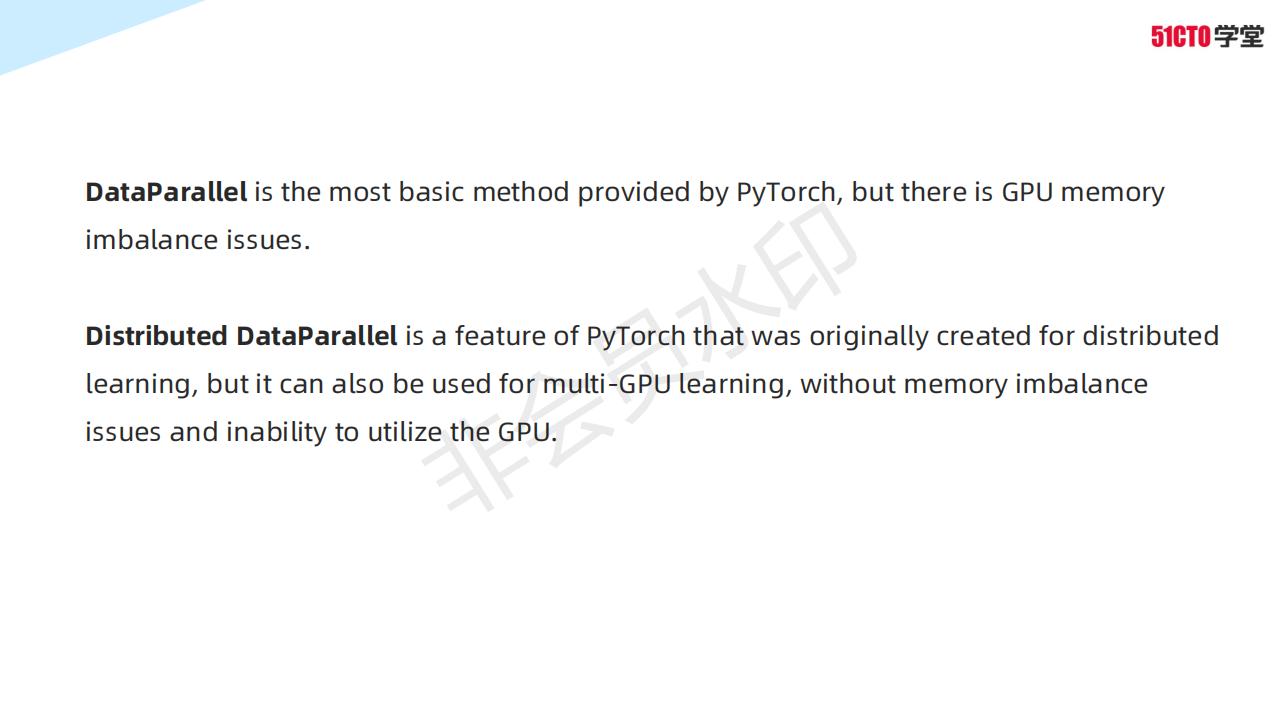 51CTO学堂
DataParallel is the most basic method provided by PyTorch, but there is GPU memory
imbalance issues.
Distributed DataParallel is a feature of PyTorch that was originally created for distributed
learning, but it can also be used for multi-GPU learning, without memory imbalance
issues and inability to utilize the GPU.
非会员水印